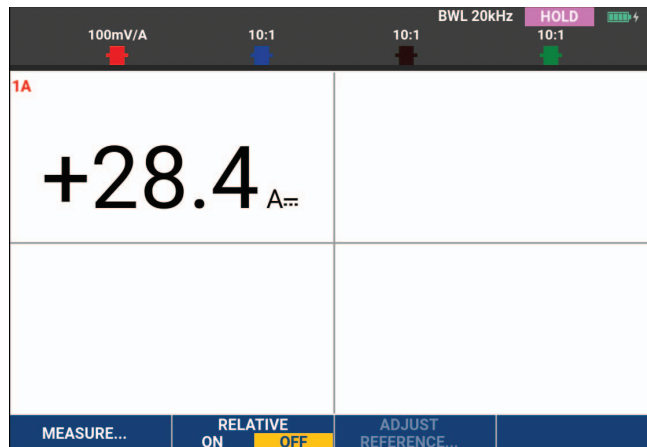 BWL 20kHz HOLD
100mV/A 10:1 10:1 10:1
1A
+28.4 A
MEASURE...
RELATIVE
ON OFF
ADJUST
REFERENCE...